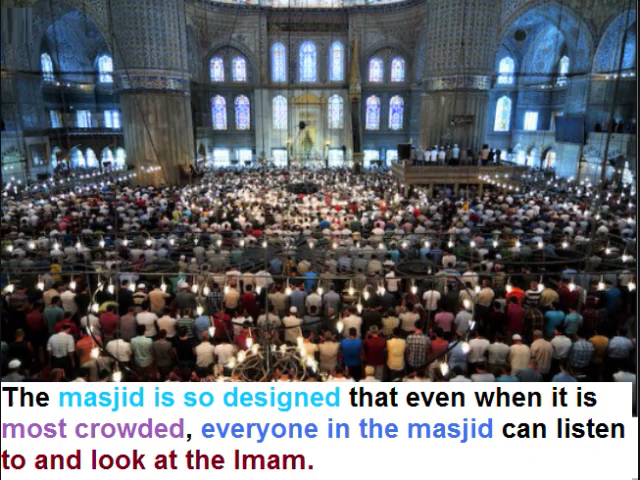 The masjid is so designed that even when it is
most crowded, everyone in the masjid can listen
to and look at the Imam.